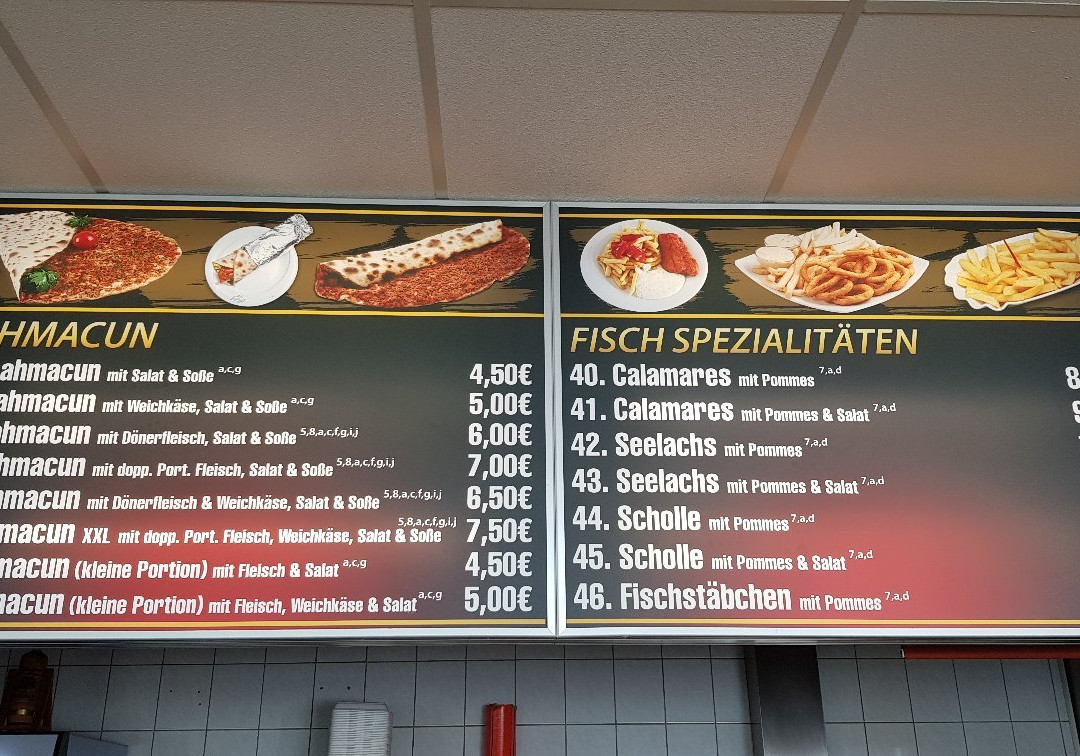 HMACUN
ahmacun mit Salat & Soße a,c,g 4,50€
ahmacun mit Weichkäse, Salat & Soße a,c,g 5,00€
ahmacun mit Dönerfleisch, Salat & Soße 5,8,a,c,f,g,i,j 6,00€
hmacun mit dopp. Port. Fleisch, Salat & Soße 5,8,a,c,f,g,i,j 7,00€
hmacun mit Dönerfleisch & Weichkäse, Salat & Soße 5,8,a,c,f,g,i,j 6,50€
macun XXL mit dopp. Port. Fleisch, Weichkäse, Salat & Soße 5,8,a,c,f,g,i,j 7,50€
macun (kleine Portion) mit Fleisch & Salat a,c,g 4,50€
macun (kleine Portion) mit Fleisch, Weichkäse & Salat a,c,g 5,00€
FISCH SPEZIALITÄTEN
40. Calamares mit Pommes 7,a,d 8
41. Calamares mit Pommes & Salat 7,a,d 9
42. Seelachs mit Pommes 7,a,d
43. Seelachs mit Pommes & Salat 7,a,d
44. Scholle mit Pommes 7,a,d
45. Scholle mit Pommes & Salat 7,a,d
46. Fischstäbchen mit Pommes 7,a,d